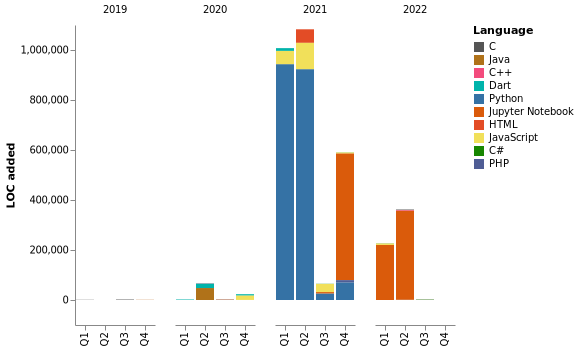 2019 2020 2021 2022
Language
C
Java
C++
Dart
Python
Jupyter Notebook
HTML
JavaScript
C#
PHP
LOC added
1,000,000
800,000
600,000
400,000
200,000
0
Q1 Q2 Q3 Q4 Q1 Q2 Q3 Q4 Q1 Q2 Q3 Q4 Q1 Q2 Q3 Q4